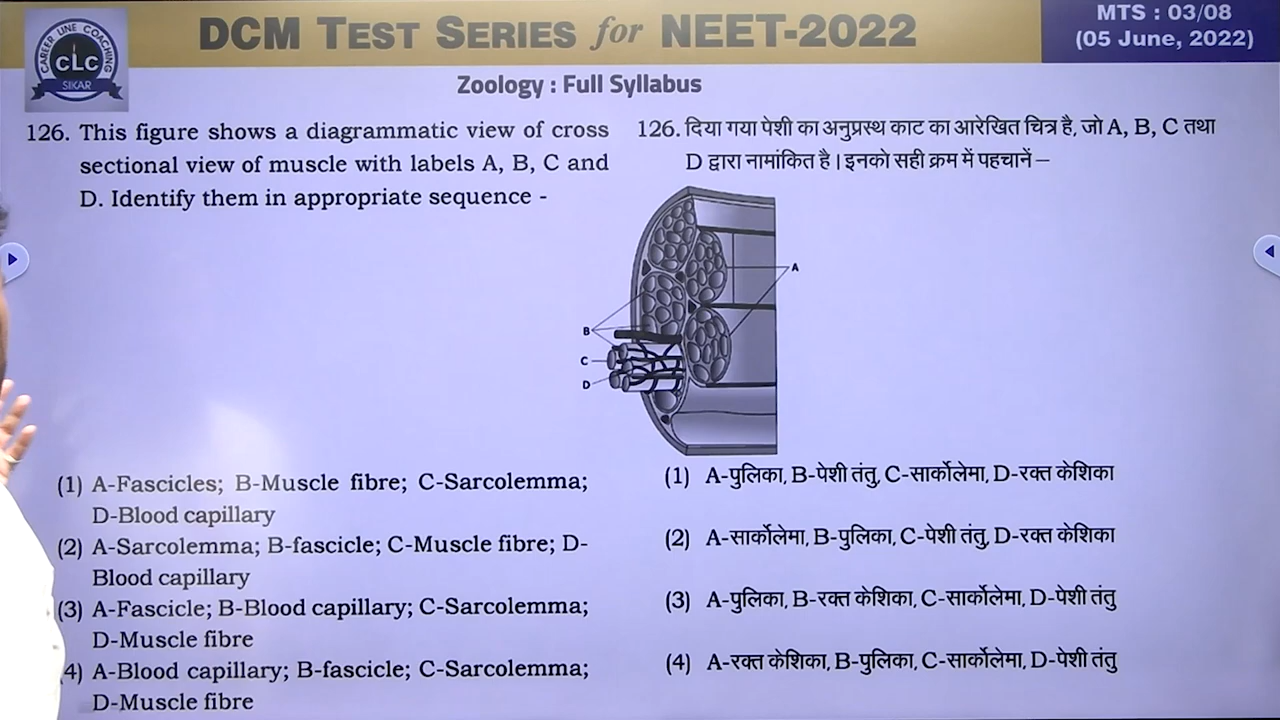 CAREER LINE COACHING
CLC
SIKAR
DCM TEST SERIES for NEET-2022
MTS : 03/08
(05 June, 2022)
Zoology : Full Syllabus
126. This figure shows a diagrammatic view of cross
sectional view of muscle with labels A, B, C and
D. Identify them in appropriate sequence -
126. दिया गया पेशी का अनुप्रस्थ काट का आरेखित चित्र है, जो A, B, C तथा
D द्वारा नामांकित है। इनको सही क्रम में पहचानें –
A
B
C
D
(1) A-Fascicles; B-Muscle fibre; C-Sarcolemma;
D-Blood capillary
(2) A-Sarcolemma; B-fascicle; C-Muscle fibre; D-
Blood capillary
(3) A-Fascicle; B-Blood capillary; C-Sarcolemma;
D-Muscle fibre
4) A-Blood capillary; B-fascicle; C-Sarcolemma;
D-Muscle fibre
(1) A-पुलिका, B-पेशी तंतु, C-सार्कोलेमा, D-रक्त केशिका
(2) A-सार्कोलेमा, B-पुलिका, C-पेशी तंतु, D-रक्त केशिका
(3) A-पुलिका, B-रक्त केशिका, C-सार्कोलेमा, D-पेशी तंतु
(4) A-रक्त केशिका, B-पुलिका, C-सार्कोलेमा, D-पेशी तंतु